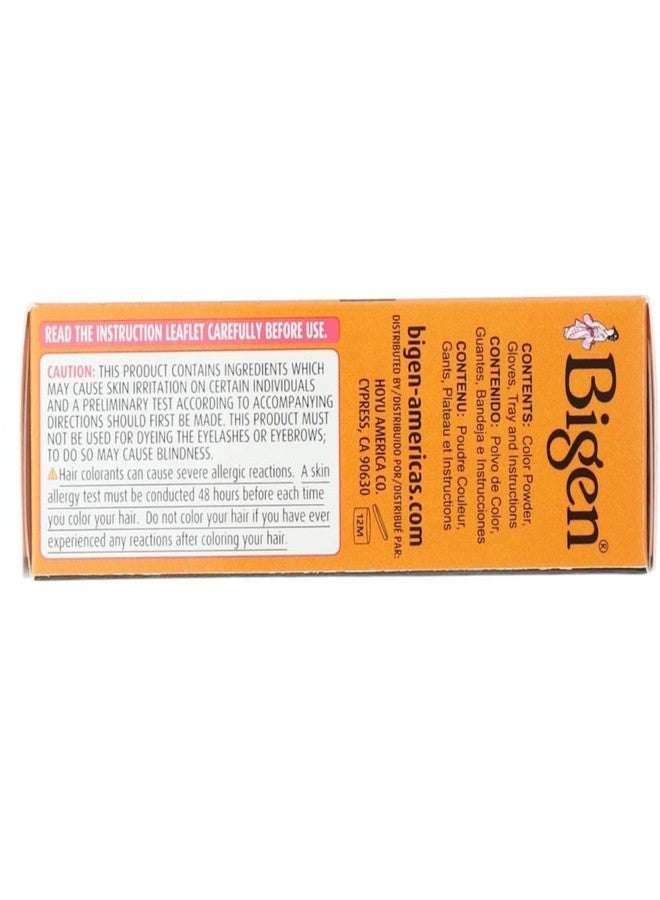 READ THE INSTRUCTION LEAFLET CAREFULLY BEFORE USE.
CAUTION: THIS PRODUCT CONTAINS INGREDIENTS WHICH
MAY CAUSE SKIN IRRITATION ON CERTAIN INDIVIDUALS
AND A PRELIMINARY TEST ACCORDING TO ACCOMPANYING
DIRECTIONS SHOULD FIRST BE MADE. THIS PRODUCT MUST
NOT BE USED FOR DYEING THE EYELASHES OR EYEBROWS;
TO DO SO MAY CAUSE BLINDNESS.
Hair colorants can cause severe allergic reactions. A skin
allergy test must be conducted 48 hours before each time
you color your hair. Do not color your hair if you have ever
experienced any reactions after coloring your hair.
Bigen®
CONTENTS: Color Powder,
Gloves, Tray and Instructions
CONTENIDO: Polvo de Color,
Guantes, Bandeja e Instrucciones
CONTENU: Poudre Couleur,
Gants, Plateau et Instructions
bigen-americas.com
DISTRIBUTED BY/DISTRIBUIDO POR/DISTRIBUÉ PAR:
HOYU AMERICA CO.
CYPRESS, CA 90630
12M